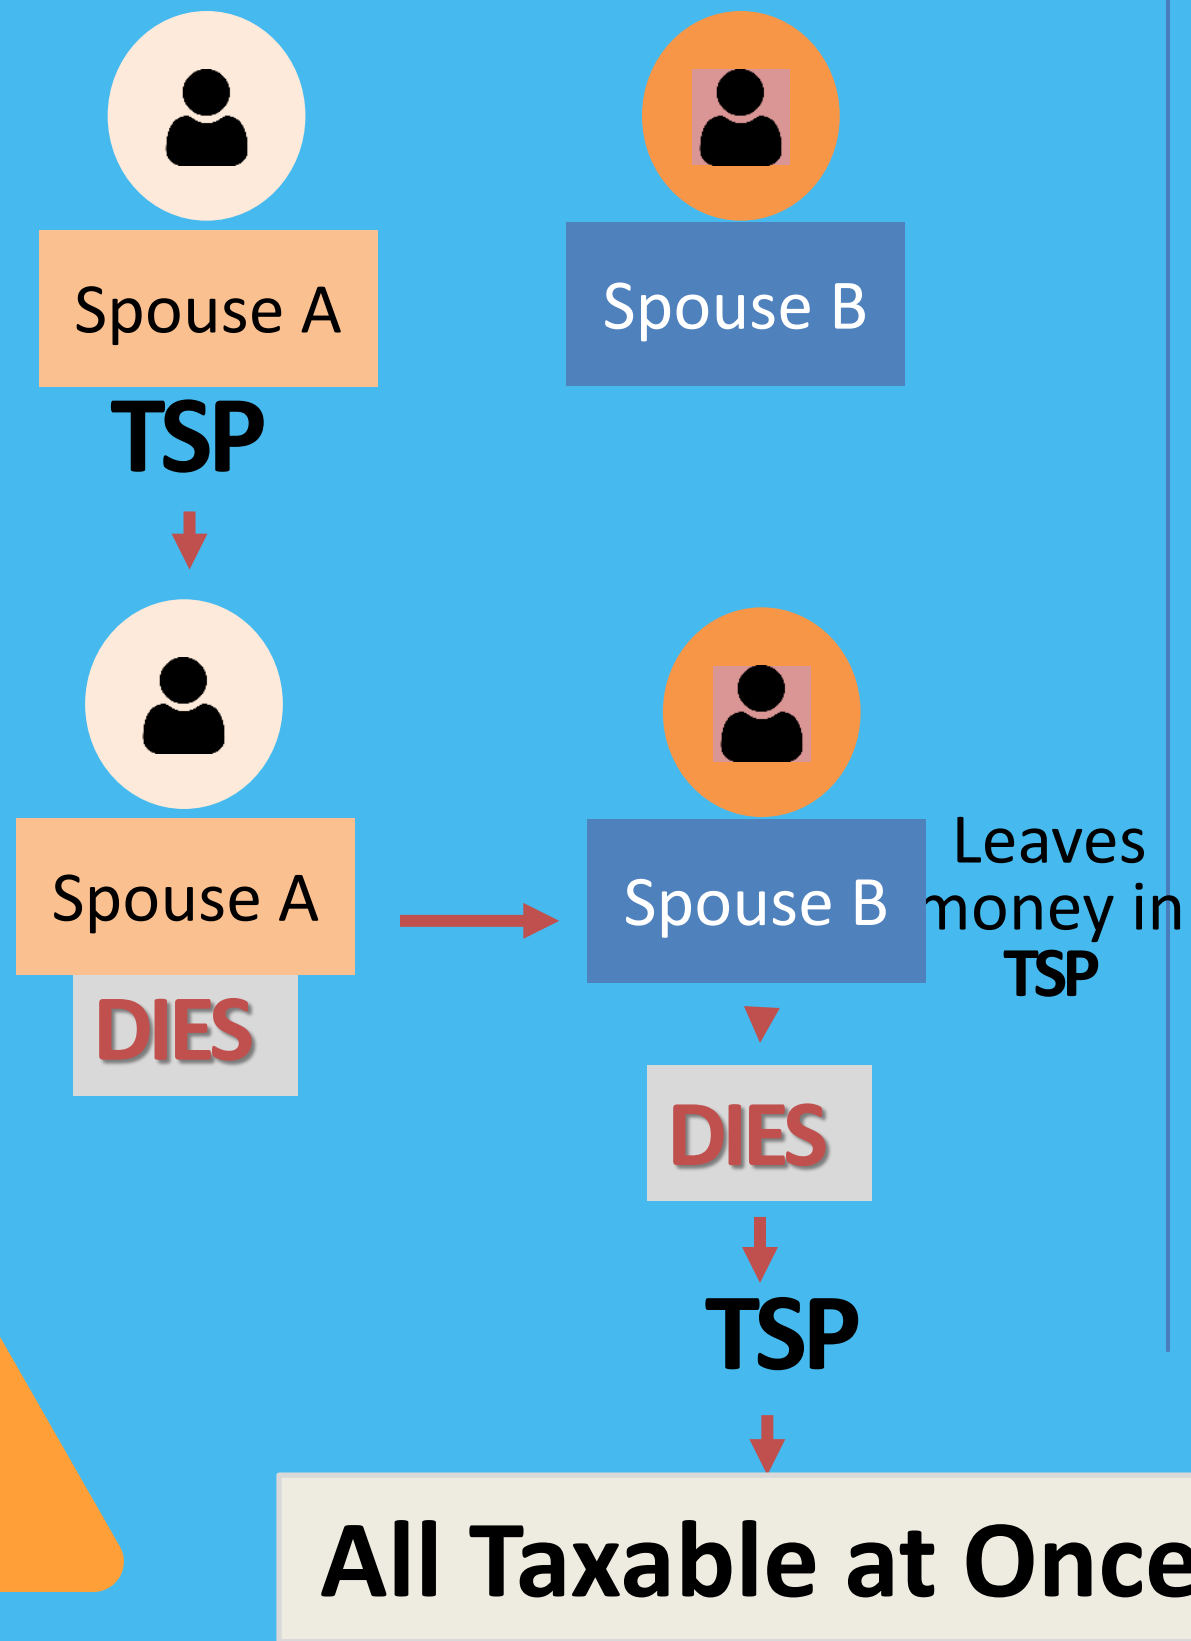 Spouse A
Spouse B
TSP
Spouse A
Spouse B
Leaves
money in
TSP
DIES
DIES
TSP
All Taxable at Once